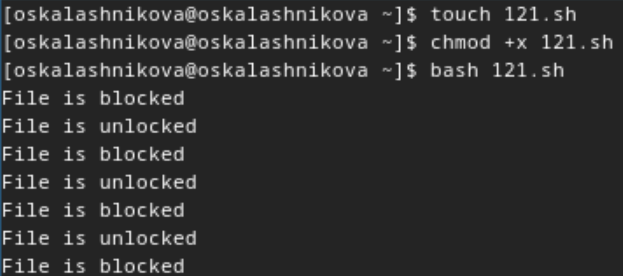 [oskalashnikova@oskalashnikova ~]$ touch 121.sh
[oskalashnikova@oskalashnikova ~]$ chmod +x 121.sh
[oskalashnikova@oskalashnikova ~]$ bash 121.sh
File is blocked
File is unlocked
File is blocked
File is unlocked
File is blocked
File is unlocked
File is blocked